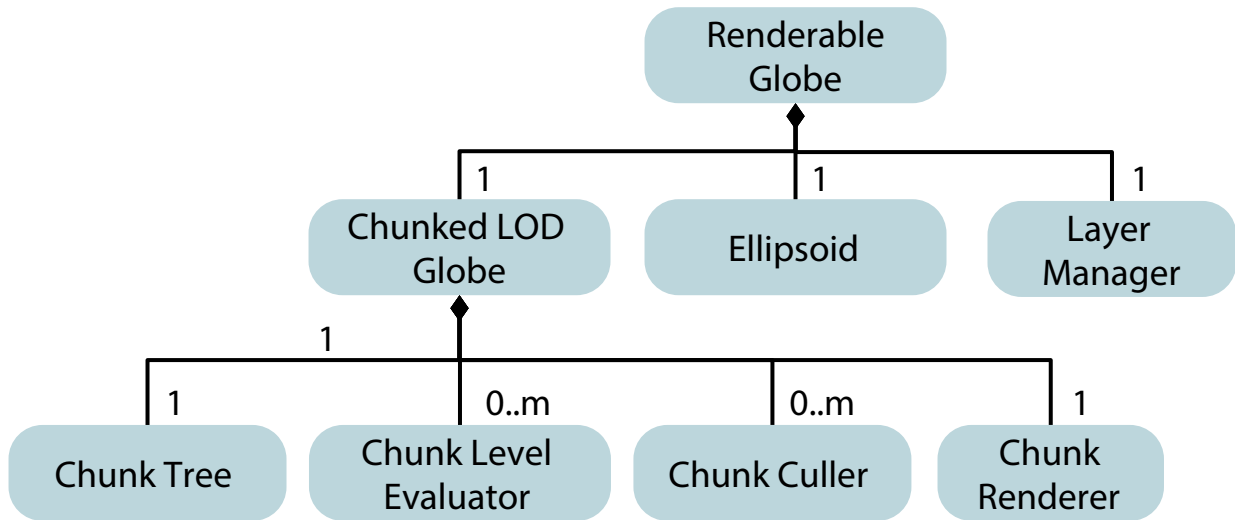 Renderable
Globe
1
1
1
Chunked LOD
Globe
Ellipsoid
Layer
Manager
1
1
0..m
0..m
1
Chunk Tree
Chunk Level
Evaluator
Chunk Culler
Chunk
Renderer